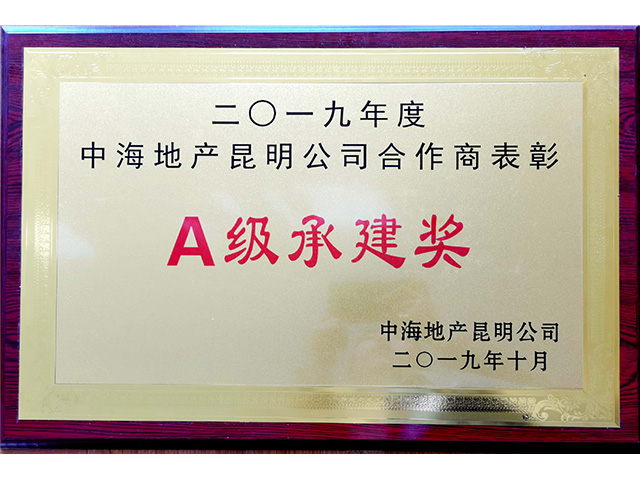 二〇一九年度
中海地产昆明公司合作商表彰
A级承建奖
中海地产昆明公司
二〇一九年十月